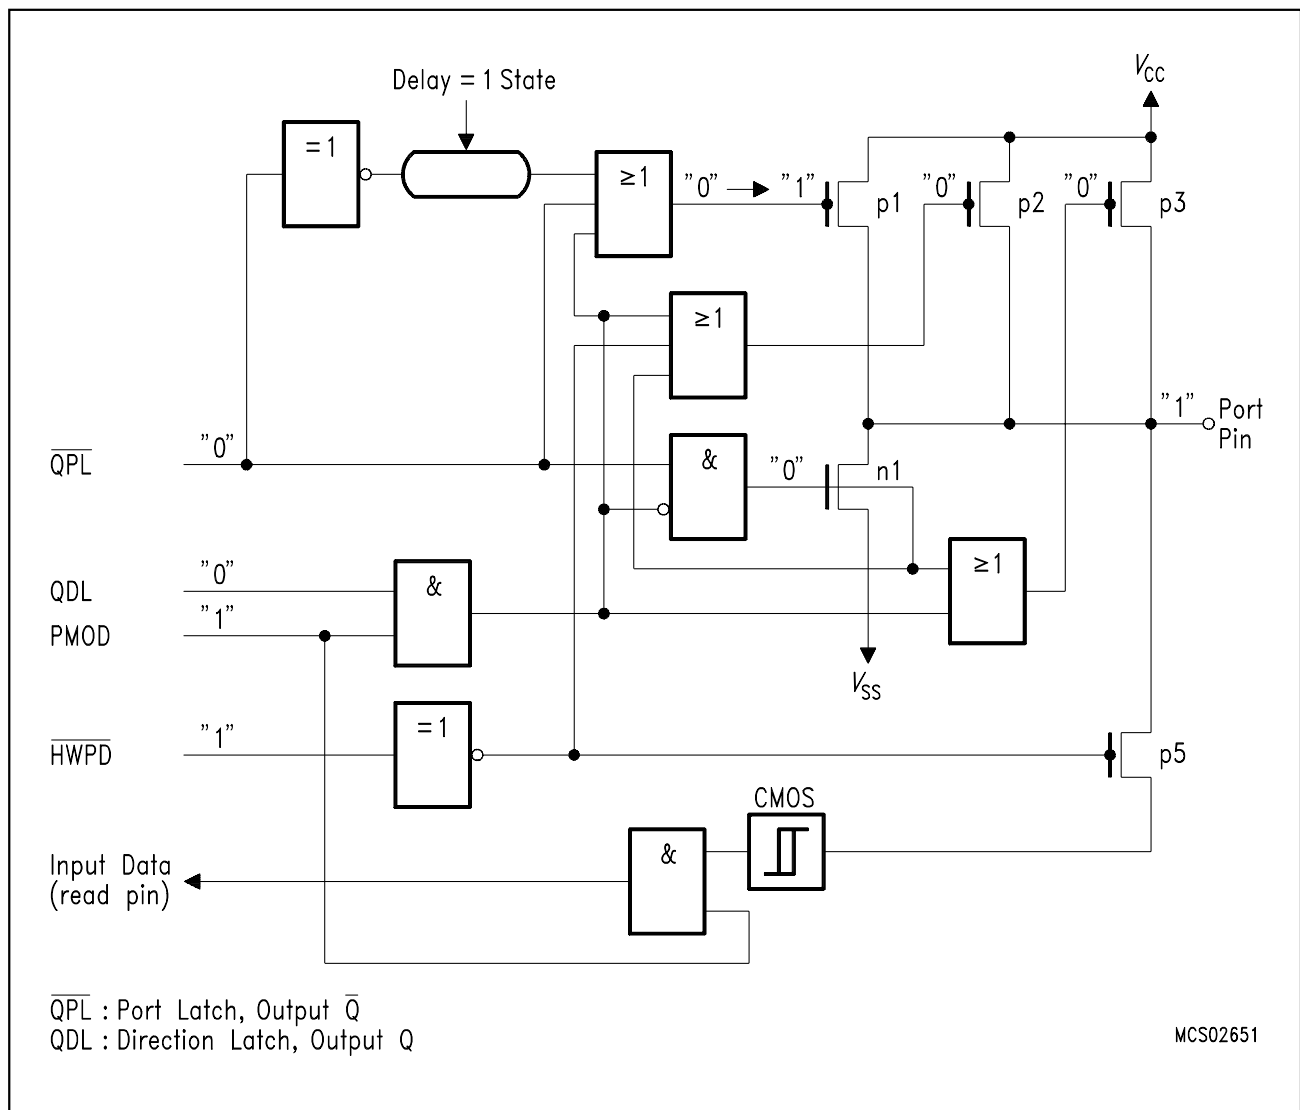 Delay = 1 State
VCC
=1
≥1
"0" → "1"
p1
"0"
p2
"0"
p3
≥1
"1"
Port
Pin
QPL
"0"
&
"0"
n1
≥1
QDL
"0"
&
PMOD
"1"
VSS
HWPD
"1"
=1
p5
CMOS
Input Data
(read pin)
&
QPL : Port Latch, Output Q
QDL : Direction Latch, Output Q
MCS02651